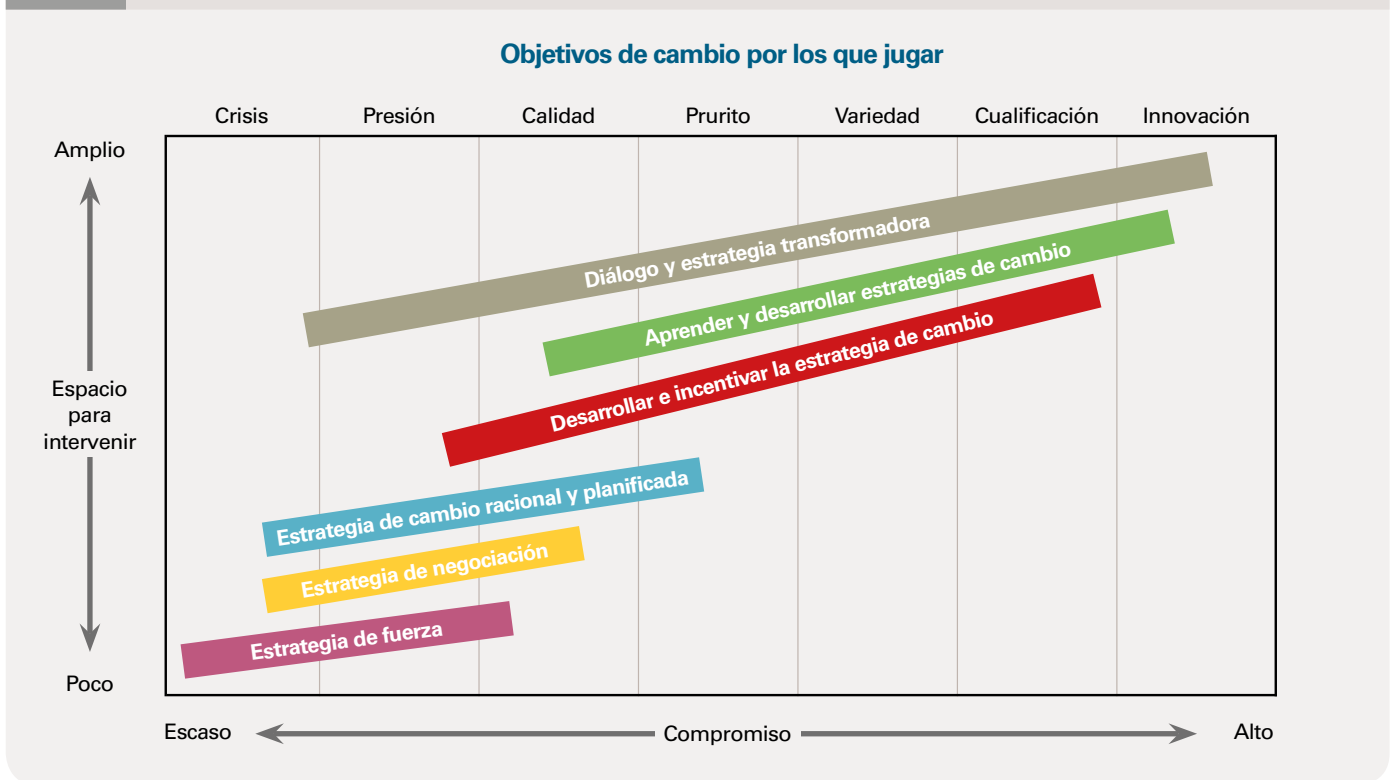 Objetivos de cambio por los que jugar
Crisis Presión Calidad Prurito Variedad Cualificación Innovación
Amplio
Espacio
para
intervenir
Poco
Diálogo y estrategia transformadora
Aprender y desarrollar estrategias de cambio
Desarrollar e incentivar la estrategia de cambio
Estrategia de cambio racional y planificada
Estrategia de negociación
Estrategia de fuerza
Escaso Compromiso Alto